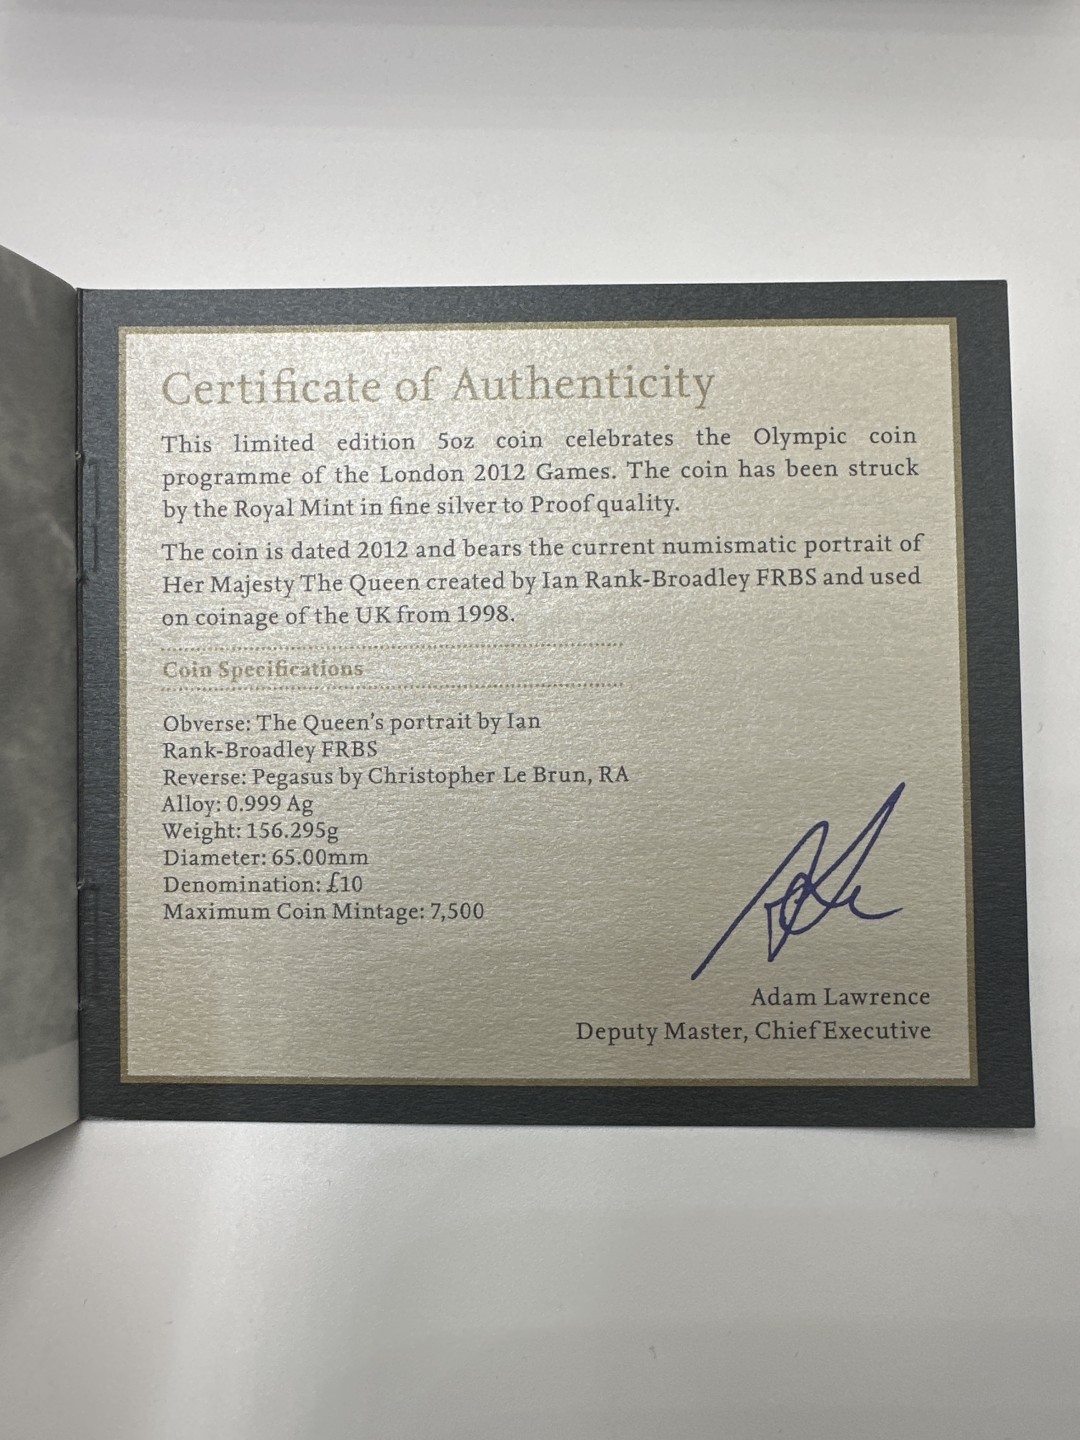 Certificate of Authenticity
This limited edition 5oz coin celebrates the Olympic coin
programme of the London 2012 Games. The coin has been struck
by the Royal Mint in fine silver to Proof quality.
The coin is dated 2012 and bears the current numismatic portrait of
Her Majesty The Queen created by Ian Rank-Broadley FRBS and used
on coinage of the UK from 1998.
Coin Specifications
Obverse: The Queen's portrait by Ian
Rank-Broadley FRBS
Reverse: Pegasus by Christopher Le Brun, RA
Alloy: 0.999 Ag
Weight: 156.295g
Diameter: 65.00mm
Denomination: £10
Maximum Coin Mintage: 7,500
Adam Lawrence
Deputy Master, Chief Executive